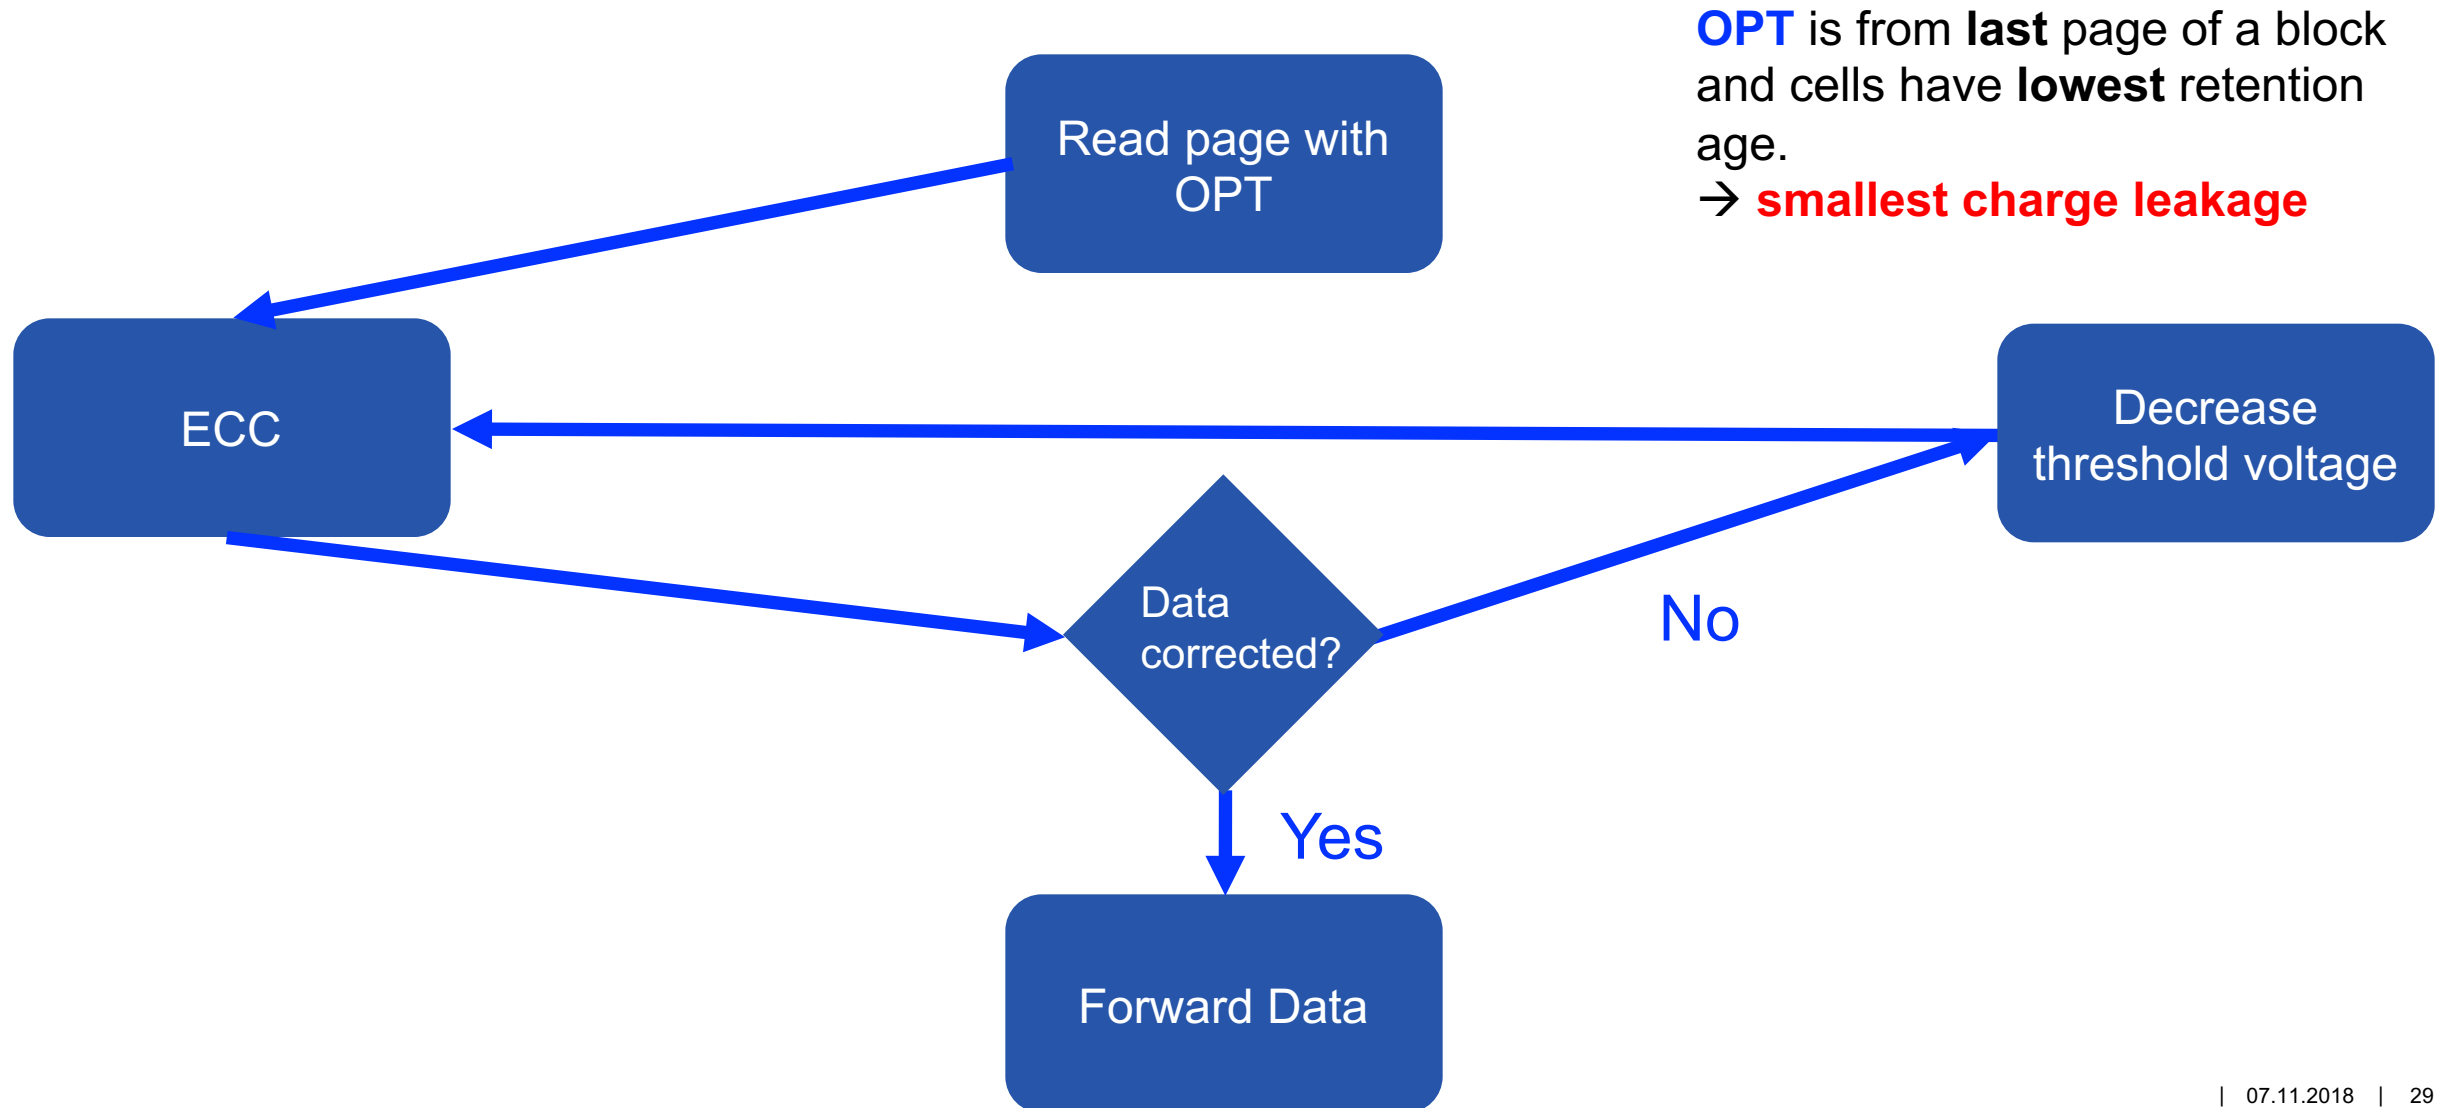 OPT is from last page of a block
and cells have lowest retention
age.
→ smallest charge leakage
Read page with
OPT
ECC
Decrease
threshold voltage
Data
corrected?
No
Yes
Forward Data
| 07.11.2018 | 29